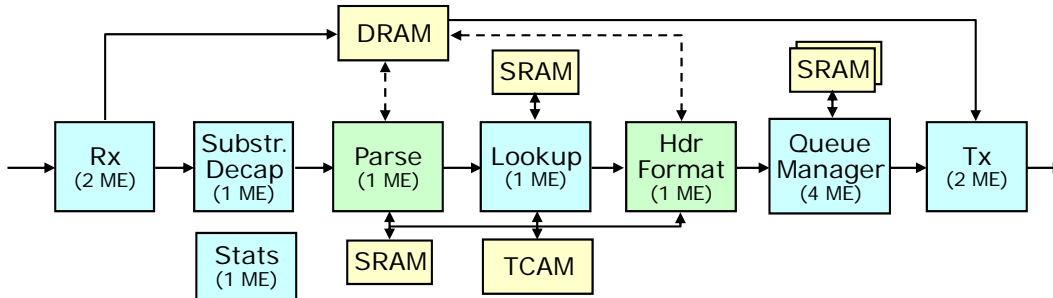 DRAM
SRAM
SRAM
Rx
(2 ME)
Substr.
Decap
(1 ME)
Parse
(1 ME)
Lookup
(1 ME)
Hdr
Format
(1 ME)
Queue
Manager
(4 ME)
Tx
(2 ME)
Stats
(1 ME)
SRAM
TCAM